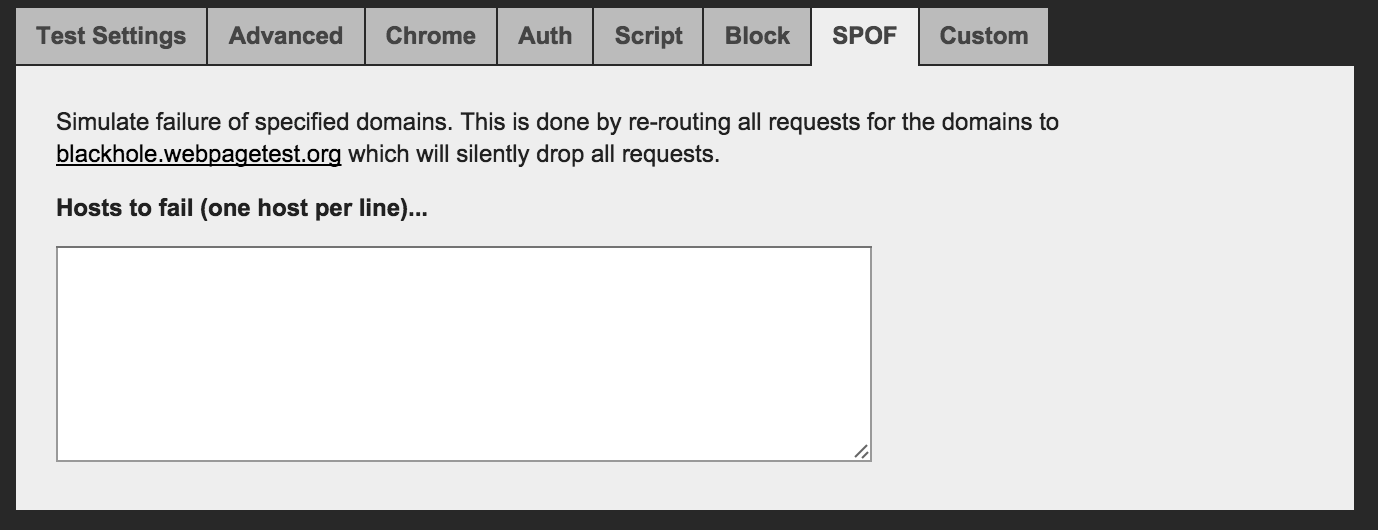 Test Settings Advanced Chrome Auth Script Block SPOF Custom
Simulate failure of specified domains. This is done by re-routing all requests for the domains to
blackhole.webpagetest.org which will silently drop all requests.
Hosts to fail (one host per line)...